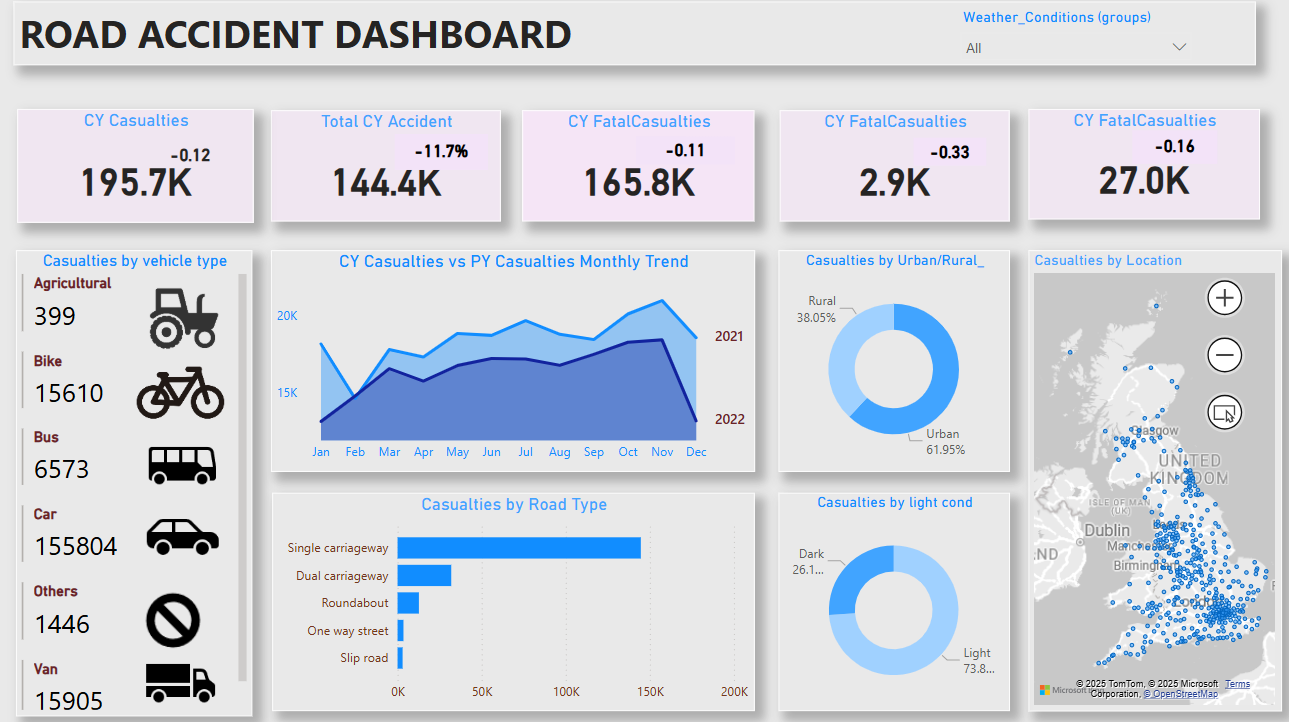 ROAD ACCIDENT DASHBOARD
Weather_Conditions (groups)
All
CY Casualties
-0.12
195.7K
Total CY Accident
-11.7%
144.4K
CY FatalCasualties
-0.11
165.8K
CY FatalCasualties
-0.33
2.9K
CY FatalCasualties
-0.16
27.0K
Casualties by vehicle type
Agricultural
399
Bike
15610
Bus
6573
Car
155804
Others
1446
Van
15905
CY Casualties vs PY Casualties Monthly Trend
20K
15K
2021
2022
Jan Feb Mar Apr May Jun Jul Aug Sep Oct Nov Dec
Casualties by Road Type
Single carriageway
Dual carriageway
Roundabout
One way street
Slip road
0K 50K 100K 150K 200K
Casualties by Urban/Rural_
Rural
38.05%
Urban
61.95%
Casualties by light cond
Dark
26.1...
Light
73.8...
Casualties by Location
Glasgow
UNITED
KINGDOM
ISLE OF MAN
(UK)
Dublin
Birmingham
© 2025 TomTom, © 2025 Microsoft Terms
Corporation, © OpenStreetMap
Microsoft